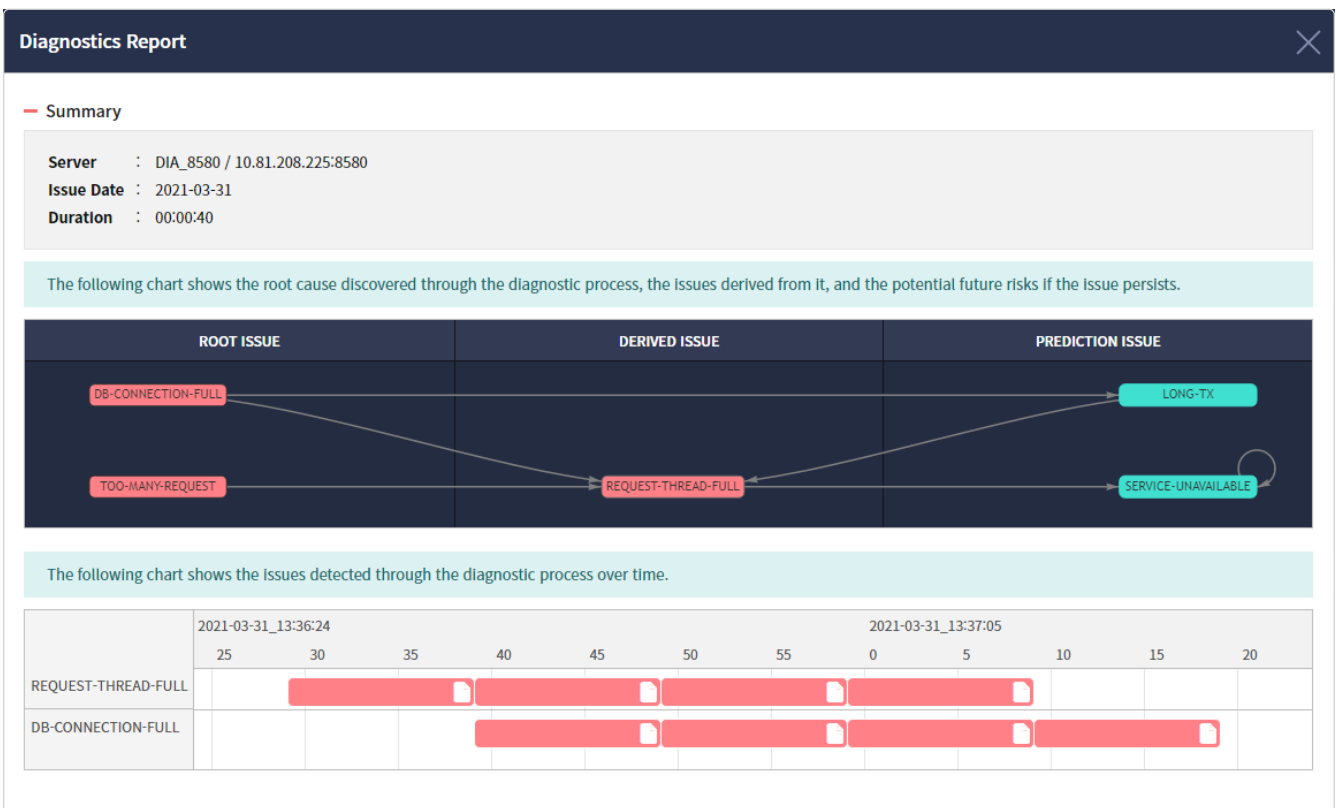 Diagnostics Report
Summary
Server : DIA_8580 / 10.81.208.225:8580
Issue Date : 2021-03-31
Duration : 00:00:40
The following chart shows the root cause discovered through the diagnostic process, the issues derived from it, and the potential future risks if the issue persists.
ROOT ISSUE DERIVED ISSUE PREDICTION ISSUE
DB-CONNECTION-FULL LONG-TX
TOO-MANY-REQUEST REQUEST-THREAD-FULL SERVICE-UNAVAILABLE
The following chart shows the issues detected through the diagnostic process over time.
2021-03-31_13:36:24 2021-03-31_13:37:05
25 30 35 40 45 50 55 0 5 10 15 20
REQUEST-THREAD-FULL
DB-CONNECTION-FULL